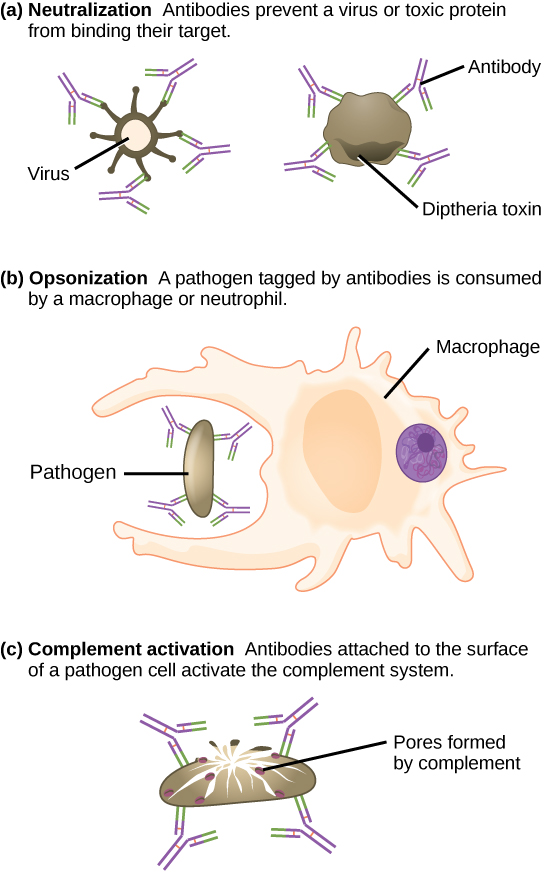 (a) Neutralization Antibodies prevent a virus or toxic protein
from binding their target.
Antibody
Virus
Diptheria toxin
(b) Opsonization A pathogen tagged by antibodies is consumed
by a macrophage or neutrophil.
Macrophage
Pathogen
(c) Complement activation Antibodies attached to the surface
of a pathogen cell activate the complement system.
Pores formed
by complement